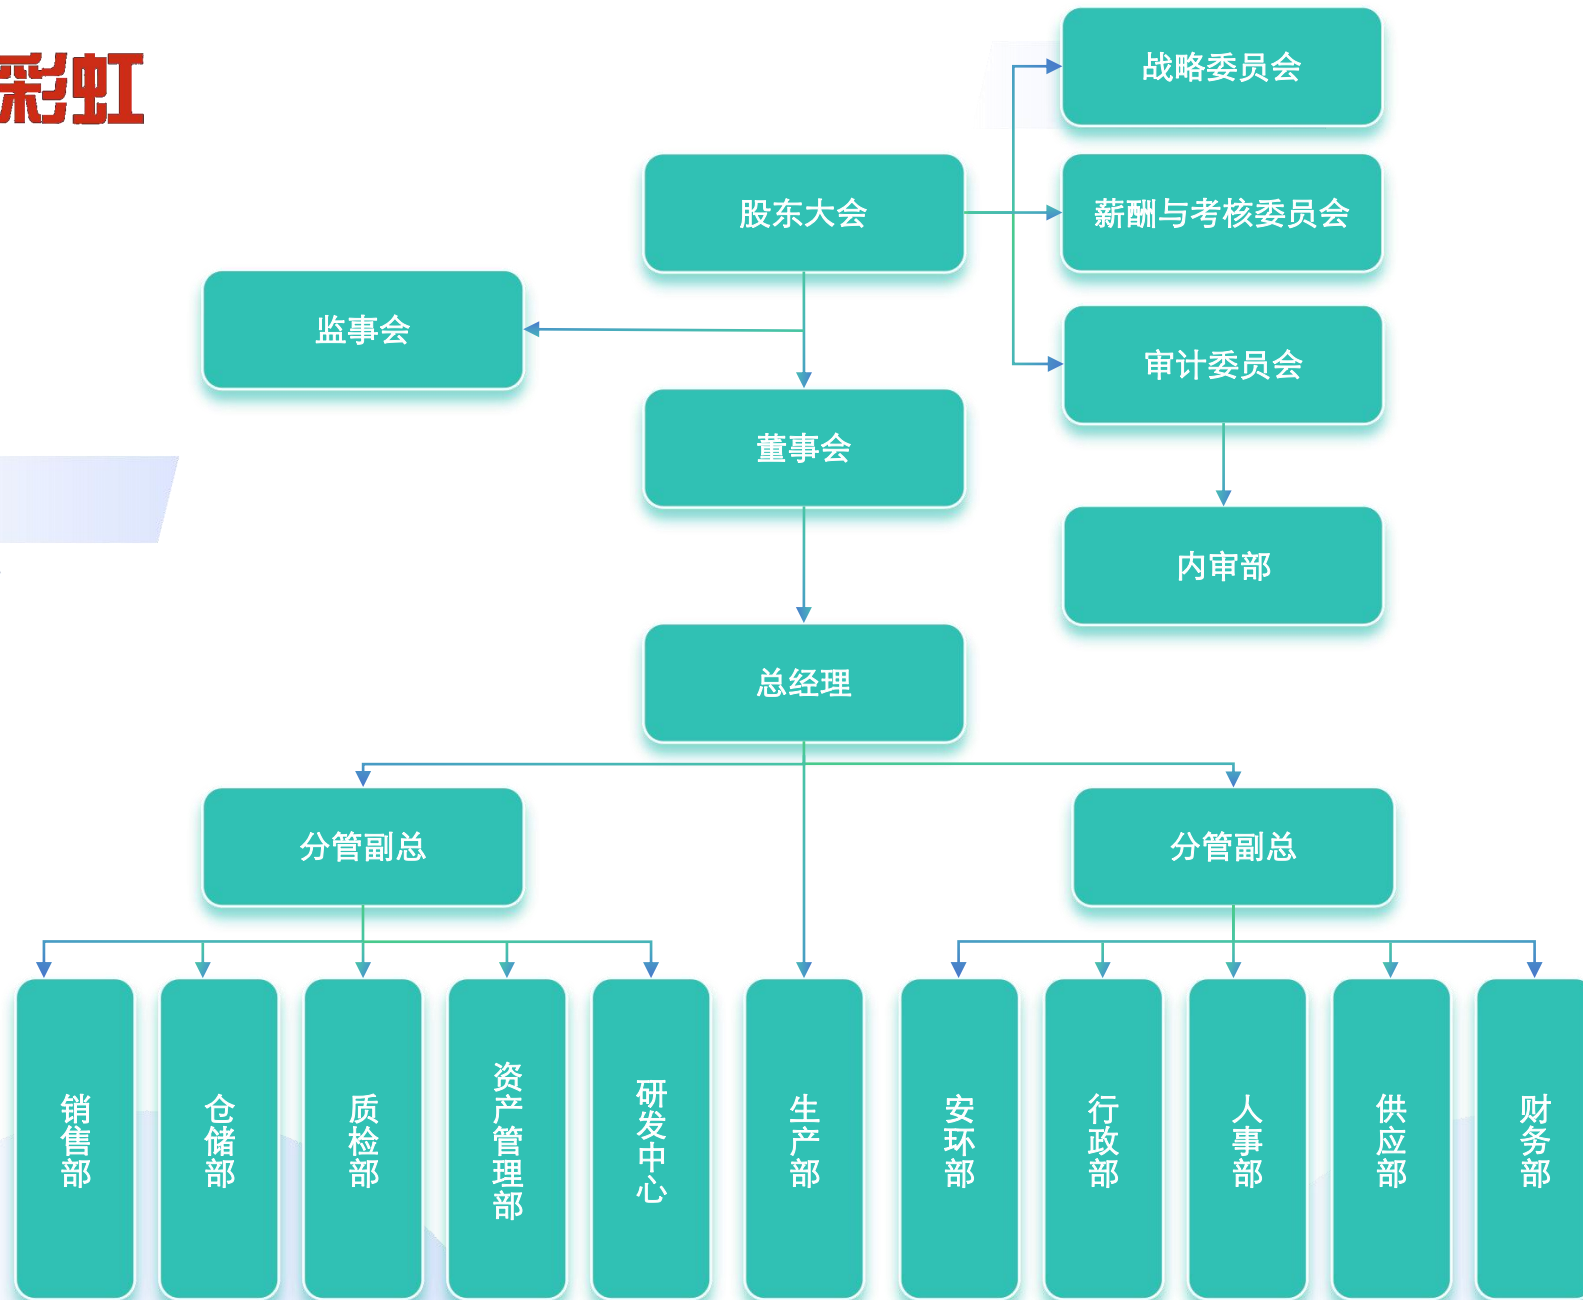 彩虹
战略委员会
股东大会
薪酬与考核委员会
监事会
审计委员会
董事会
内审部
总经理
分管副总
分管副总
销售部
仓储部
质检部
资产管理部
研发中心
生产部
安环部
行政部
人事部
供应部
财务部